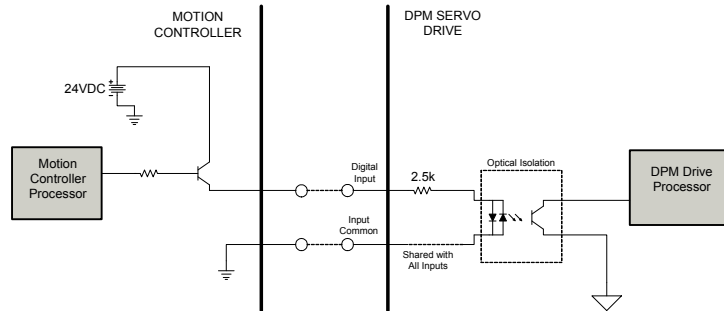 MOTION
CONTROLLER
DPM SERVO
DRIVE
24VDC
+
-
Motion
Controller
Processor
Digital
Input
2.5k
Optical Isolation
DPM Drive
Processor
Input
Common
Shared with
All Inputs